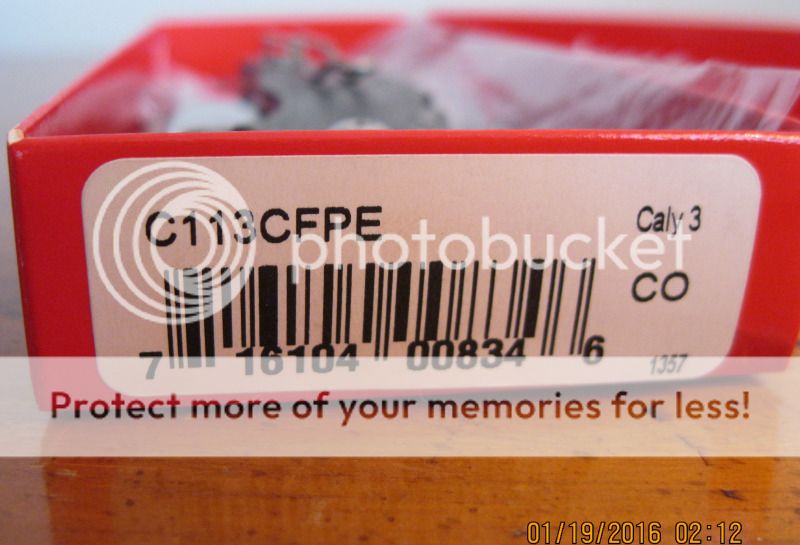 C113CFPE
Caly 3
CO
7 16104 00834 6
1357
photobucket
Protect more of your memories for less!
01/19/2016 02:12